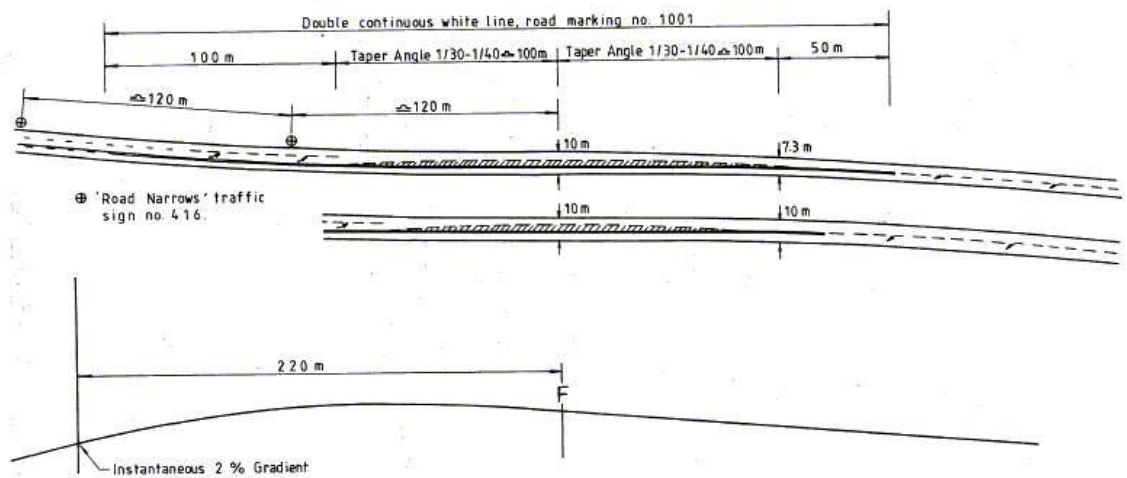 Double continuous white line, road marking no. 1001
100 m
Taper Angle 1/30-1/40≏100m
Taper Angle 1/30-1/40≏100m
50 m
≏120 m
≏120 m
10 m
7.3 m
⊕ 'Road Narrows' traffic
sign no. 416.
10 m
10 m
220 m
F
Instantaneous 2 % Gradient